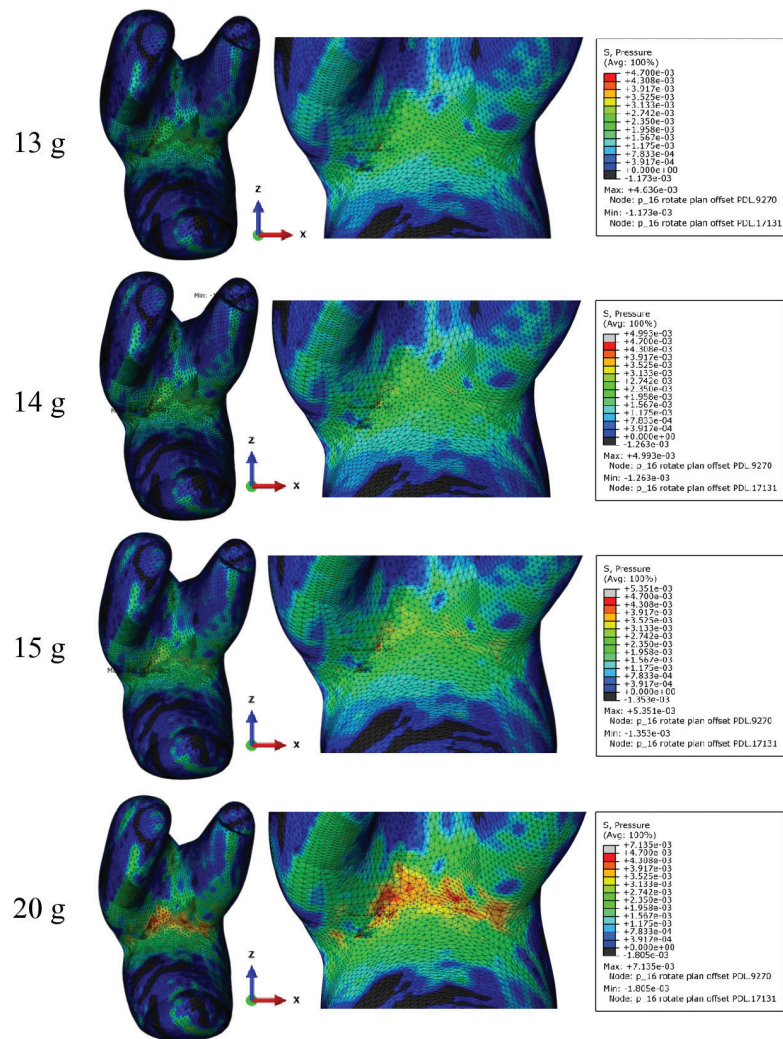 13 g
z
x
S, Pressure
(Avg: 100%)
+4.700e-03
+4.308e-03
+3.917e-03
+3.525e-03
+3.133e-03
+2.742e-03
+2.350e-03
+1.958e-03
+1.567e-03
+1.175e-03
+7.833e-04
+3.917e-04
+0.000e+00
-1.173e-03
Max: +4.636e-03
Node: p_16 rotate plan offset PDL.9270
Min: -1.173e-03
Node: p_16 rotate plan offset PDL.17131
14 g
Min: -1
z
x
S, Pressure
(Avg: 100%)
+4.993e-03
+4.700e-03
+4.308e-03
+3.917e-03
+3.525e-03
+3.133e-03
+2.742e-03
+2.350e-03
+1.958e-03
+1.567e-03
+1.175e-03
+7.833e-04
+3.917e-04
+0.000e+00
-1.263e-03
Max: +4.993e-03
Node: p_16 rotate plan offset PDL.9270
Min: -1.263e-03
Node: p_16 rotate plan offset PDL.17131
15 g
z
x
S, Pressure
(Avg: 100%)
+5.351e-03
+4.700e-03
+4.308e-03
+3.917e-03
+3.525e-03
+3.133e-03
+2.742e-03
+2.350e-03
+1.958e-03
+1.567e-03
+1.175e-03
+7.833e-04
+3.917e-04
+0.000e+00
-1.353e-03
Max: +5.351e-03
Node: p_16 rotate plan offset PDL.9270
Min: -1.353e-03
Node: p_16 rotate plan offset PDL.17131
20 g
z
x
S, Pressure
(Avg: 100%)
+7.135e-03
+4.700e-03
+4.308e-03
+3.917e-03
+3.525e-03
+3.133e-03
+2.742e-03
+2.350e-03
+1.958e-03
+1.567e-03
+1.175e-03
+7.833e-04
+3.917e-04
+0.000e+00
-1.805e-03
Max: +7.135e-03
Node: p_16 rotate plan offset PDL.9270
Min: -1.805e-03
Node: p_16 rotate plan offset PDL.17131